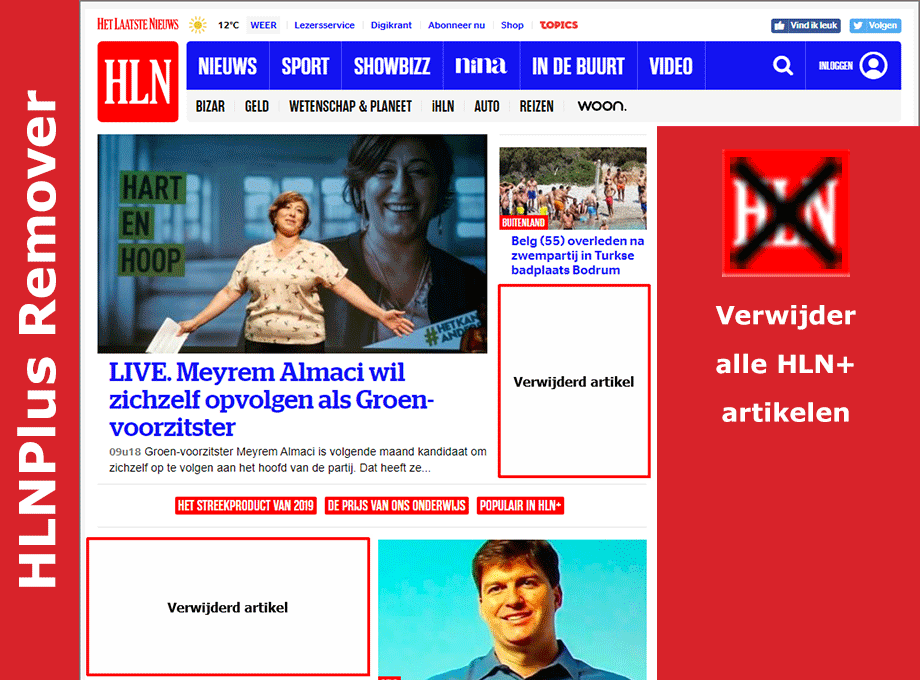 HLNPlus Remover
HET LAATSTE NIEUWS
12°C WEER Lezersservice Digikrant Abonneer nu Shop TOPICS
Vind ik leuk
Volgen
HLN
NIEUWS SPORT SHOWBIZZ nina IN DE BUURT VIDEO
INLOGGEN
BIZAR GELD WETENSCHAP & PLANEET iHLN AUTO REIZEN WOON.
HART
EN
HOOP
#HETKAN
ANDERS
LIVE. Meyrem Almaci wil
zichzelf opvolgen als Groen-
voorzitster
09u18 Groen-voorzitster Meyrem Almaci is volgende maand kandidaat om
zichzelf op te volgen aan het hoofd van de partij. Dat heeft ze...
BUITENLAND
Belg (55) overleden na
zwempartij in Turkse
badplaats Bodrum
Verwijderd artikel
HET STREEKPRODUCT VAN 2019 DE PRIJS VAN ONS ONDERWIJS POPULAIR IN HLN+
Verwijderd artikel
HLN
Verwijder
alle HLN+
artikelen